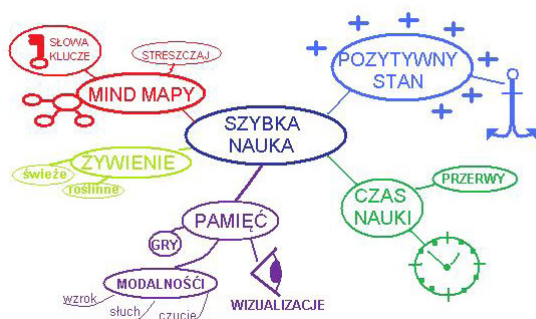 SŁOWA
KLUCZE
STRESZCZAJ
MIND MAPY
POZYTYWNY
STAN
SZYBKA
NAUKA
ŻYWIENIE
świeże
roślinne
PRZERWY
CZAS
NAUKI
PAMIĘĆ
GRY
MODALNOŚĆI
WIZUALIZACJE
wzrok
słuch
czucie